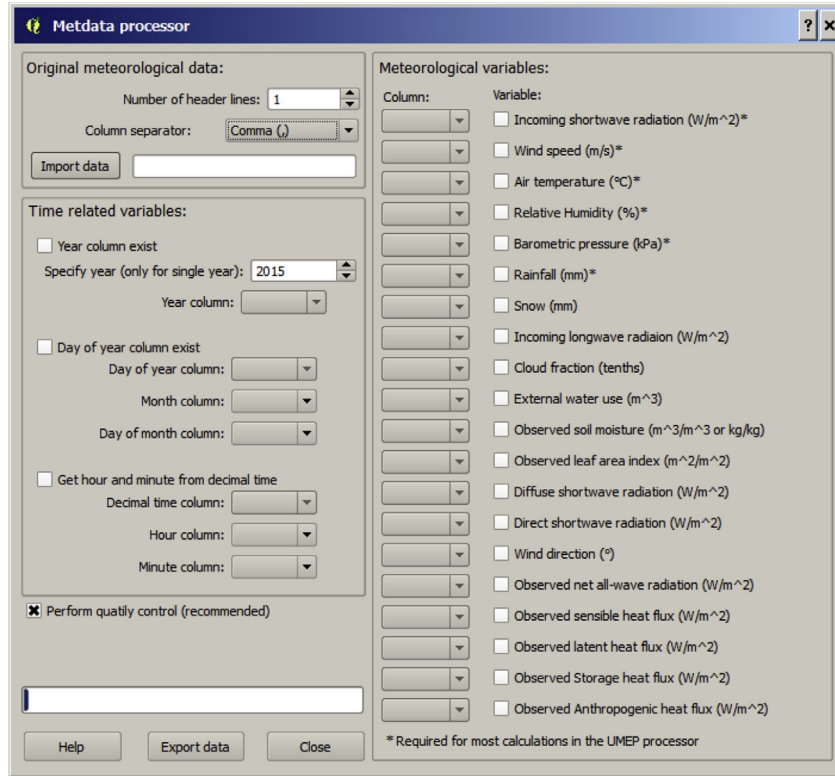 Metdata processor
?
Original meteorological data:
Number of header lines: 1
Column separator: Comma (,)
Import data
Time related variables:
Year column exist
Specify year (only for single year): 2015
Year column:
Day of year column exist
Day of year column:
Month column:
Day of month column:
Get hour and minute from decimal time
Decimal time column:
Hour column:
Minute column:
Perform quatily control (recommended)
Help Export data Close
Meteorological variables:
Column: Variable:
Incoming shortwave radiation (W/m^2)*
Wind speed (m/s)*
Air temperature (°C)*
Relative Humidity (%)*
Barometric pressure (kPa)*
Rainfall (mm)*
Snow (mm)
Incoming longwave radiaion (W/m^2)
Cloud fraction (tenths)
External water use (m^3)
Observed soil moisture (m^3/m^3 or kg/kg)
Observed leaf area index (m^2/m^2)
Diffuse shortwave radiation (W/m^2)
Direct shortwave radiation (W/m^2)
Wind direction (°)
Observed net all-wave radiation (W/m^2)
Observed sensible heat flux (W/m^2)
Observed latent heat flux (W/m^2)
Observed Storage heat flux (W/m^2)
Observed Anthropogenic heat flux (W/m^2)
* Required for most calculations in the UMEP processor